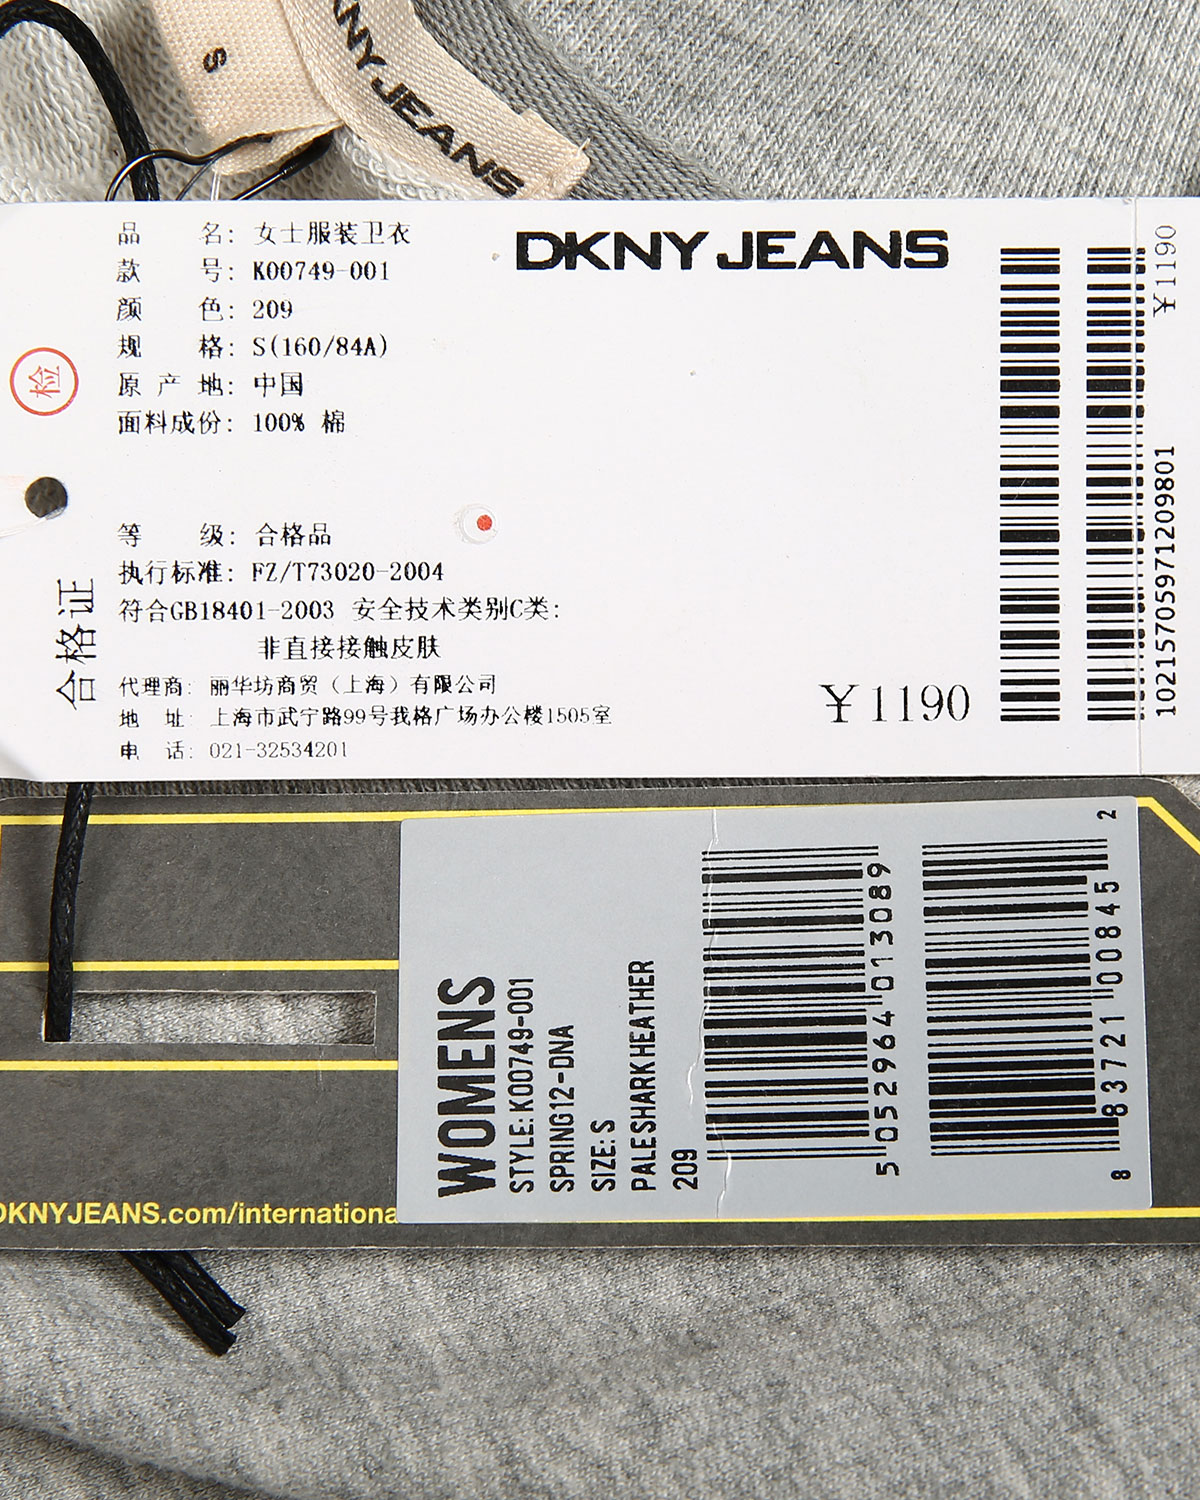 S
NY JEANS
DKNY JEANS
品 名: 女士服装卫衣
款 号: K00749-001
颜 色: 209
规 格: S(160/84A)
原 产 地: 中国
面料成份: 100% 棉
检
合格证
等 级: 合格品
执行标准: FZ/T73020-2004
符合GB18401-2003 安全技术类别C类:
非直接接触皮肤
代理商: 丽华坊商贸（上海）有限公司
地 址: 上海市武宁路99号我格广场办公楼1505室
电 话: 021-32534201
￥1190
￥1190
10215705971209801
WOMENS
STYLE: K00749-001
SPRING12-DNA
SIZE: S
PALESHARKHEATHER
209
5 052964 013089
8 83721 00845 2
DKNYJEANS.com/internationa